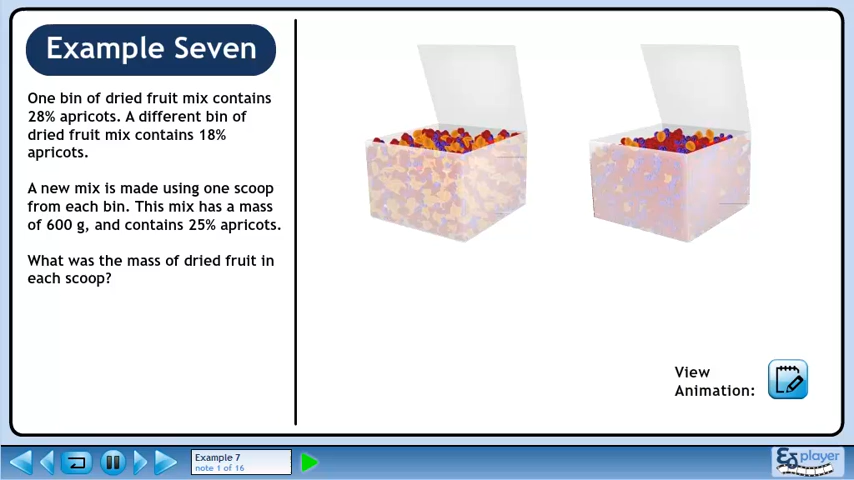 Example Seven
One bin of dried fruit mix contains
28% apricots. A different bin of
dried fruit mix contains 18%
apricots.
A new mix is made using one scoop
from each bin. This mix has a mass
of 600 g, and contains 25% apricots.
What was the mass of dried fruit in
each scoop?
View
Animation:
Example 7
note 1 of 16
player